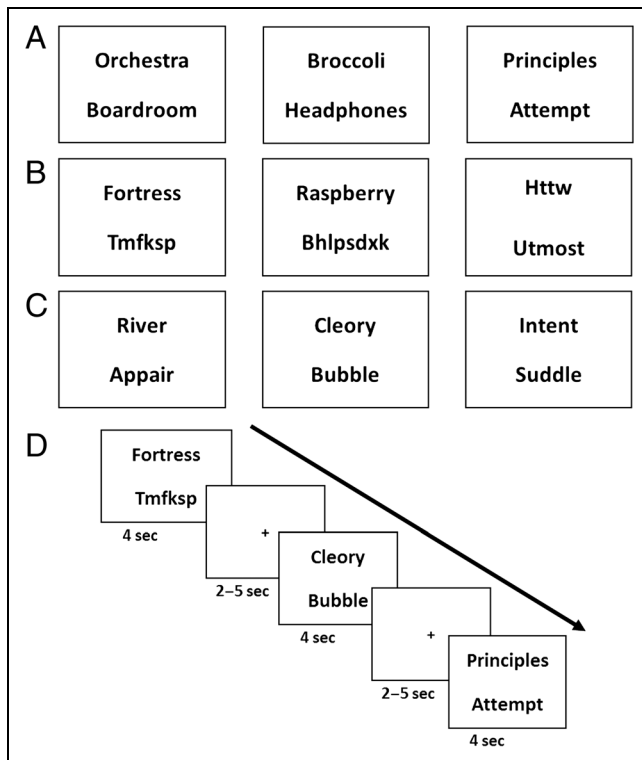 A
Orchestra
Boardroom
Broccoli
Headphones
Principles
Attempt
B
Fortress
Tmfksp
Raspberry
Bhlpsdxk
Httw
Utmost
C
River
Appair
Cleory
Bubble
Intent
Suddle
D
Fortress
Tmfksp
4 sec
+
2–5 sec
Cleory
Bubble
4 sec
+
2–5 sec
Principles
Attempt
4 sec